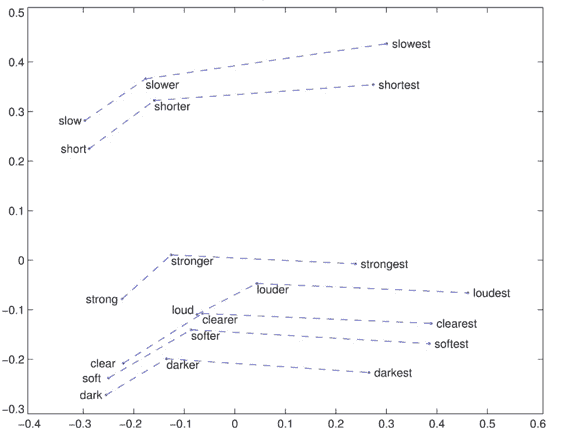 0.5
slowest
0.4
slower
shortest
shorter
0.3
slow
short
0.2
0.1
0
stronger
strongest
strong
louder
loudest
−0.1
loud
clearer
clearest
softer
softest
−0.2
clear
darker
darkest
soft
dark
−0.3
−0.4 −0.3 −0.2 −0.1 0 0.1 0.2 0.3 0.4 0.5 0.6